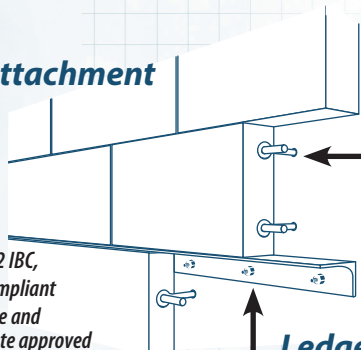 ttachment
2 IBC,
mpliant
e and
te approved
Ledge